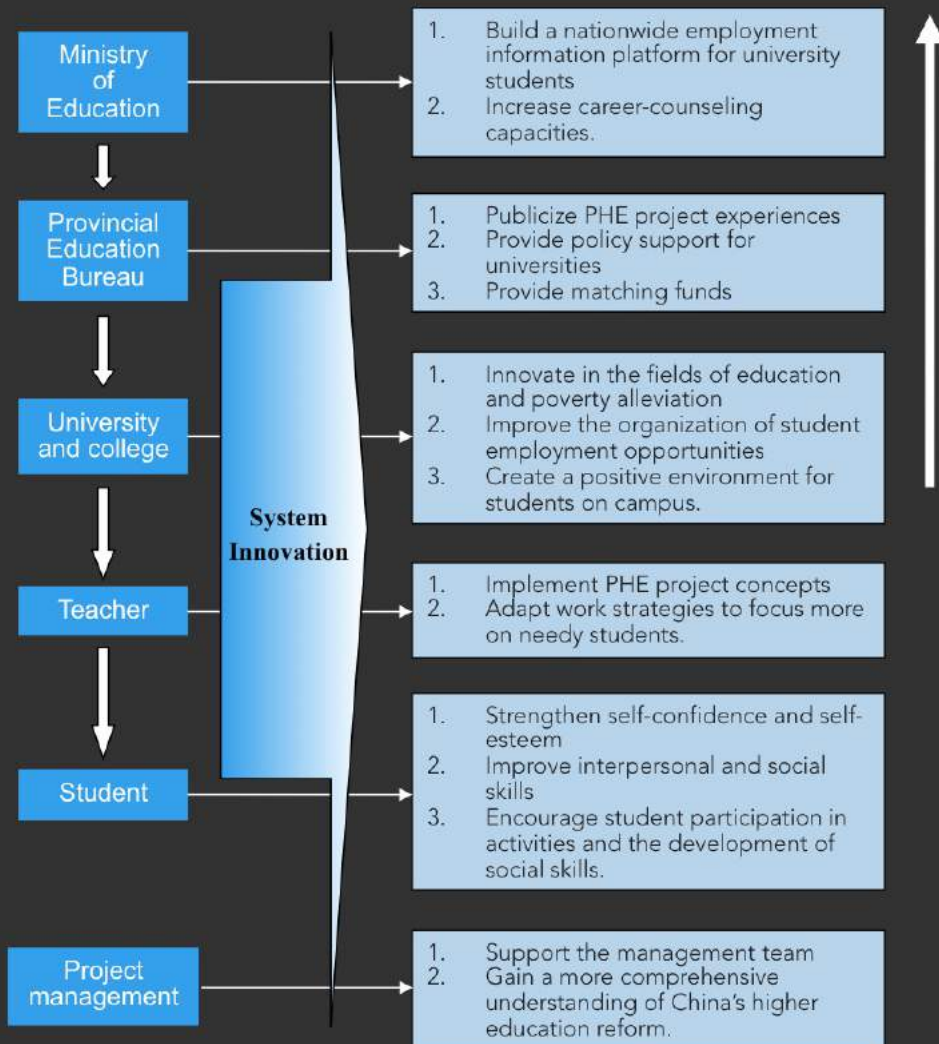 Ministry
of
Education
1. Build a nationwide employment
information platform for university
students
2. Increase career-counseling
capacities.
Provincial
Education
Bureau
1. Publicize PHE project experiences
2. Provide policy support for
universities
3. Provide matching funds
University
and college
1. Innovate in the fields of education
and poverty alleviation
2. Improve the organization of student
employment opportunities
3. Create a positive environment for
students on campus.
System
Innovation
Teacher
1. Implement PHE project concepts
2. Adapt work strategies to focus more
on needy students.
Student
1. Strengthen self-confidence and self-
esteem
2. Improve interpersonal and social
skills
3. Encourage student participation in
activities and the development of
social skills.
Project
management
1. Support the management team
2. Gain a more comprehensive
understanding of China's higher
education reform.